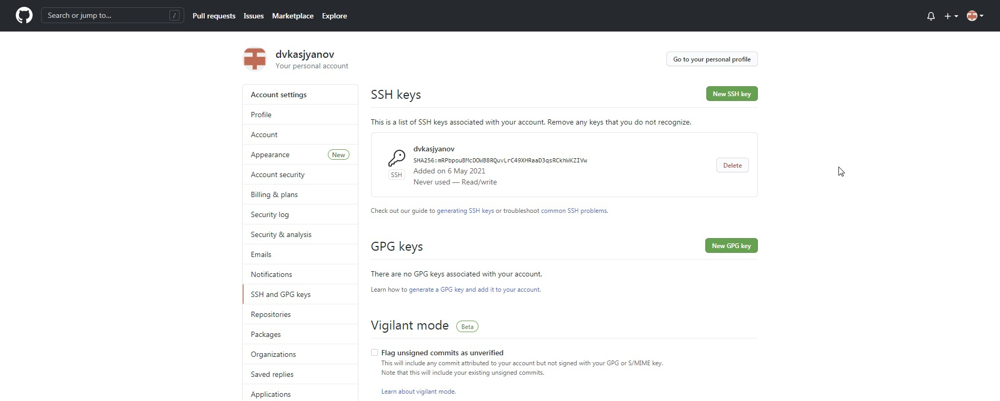 Search or jump to... /
Pull requests Issues Marketplace Explore
dvkasjyanov
Your personal account
Go to your personal profile
Account settings
Profile
Account
Appearance New
Account security
Billing & plans
Security log
Security & analysis
Emails
Notifications
SSH and GPG keys
Repositories
Packages
Organizations
Saved replies
Applications
SSH keys
New SSH key
This is a list of SSH keys associated with your account. Remove any keys that you do not recognize.
SSH
dvkasjyanov
SHA256:mRPbpouBMcDOWB8RQuvLrC49XHRaaD3qsRCkhWKZIVw
Added on 6 May 2021
Never used — Read/write
Delete
Check out our guide to generating SSH keys or troubleshoot common SSH problems.
GPG keys
New GPG key
There are no GPG keys associated with your account.
Learn how to generate a GPG key and add it to your account.
Vigilant mode Beta
Flag unsigned commits as unverified
This will include any commit attributed to your account but not signed with your GPG or S/MIME key.
Note that this will include your existing unsigned commits.
Learn about vigilant mode.